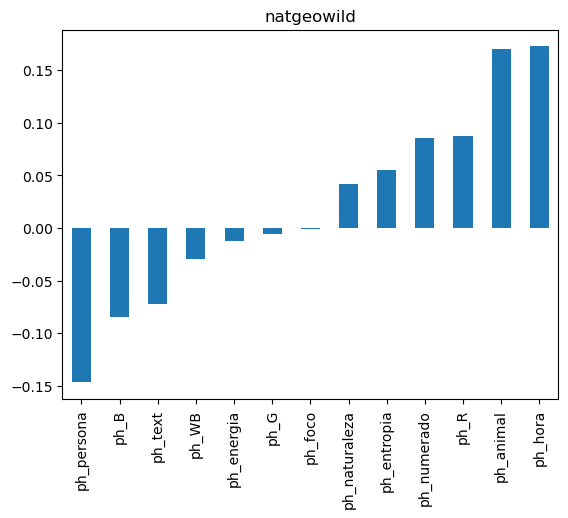 natgeowild
0.15
0.10
0.05
0.00
−0.05
−0.10
−0.15
ph_persona
ph_B
ph_text
ph_WB
ph_energia
ph_G
ph_foco
ph_naturaleza
ph_entropia
ph_numerado
ph_R
ph_animal
ph_hora